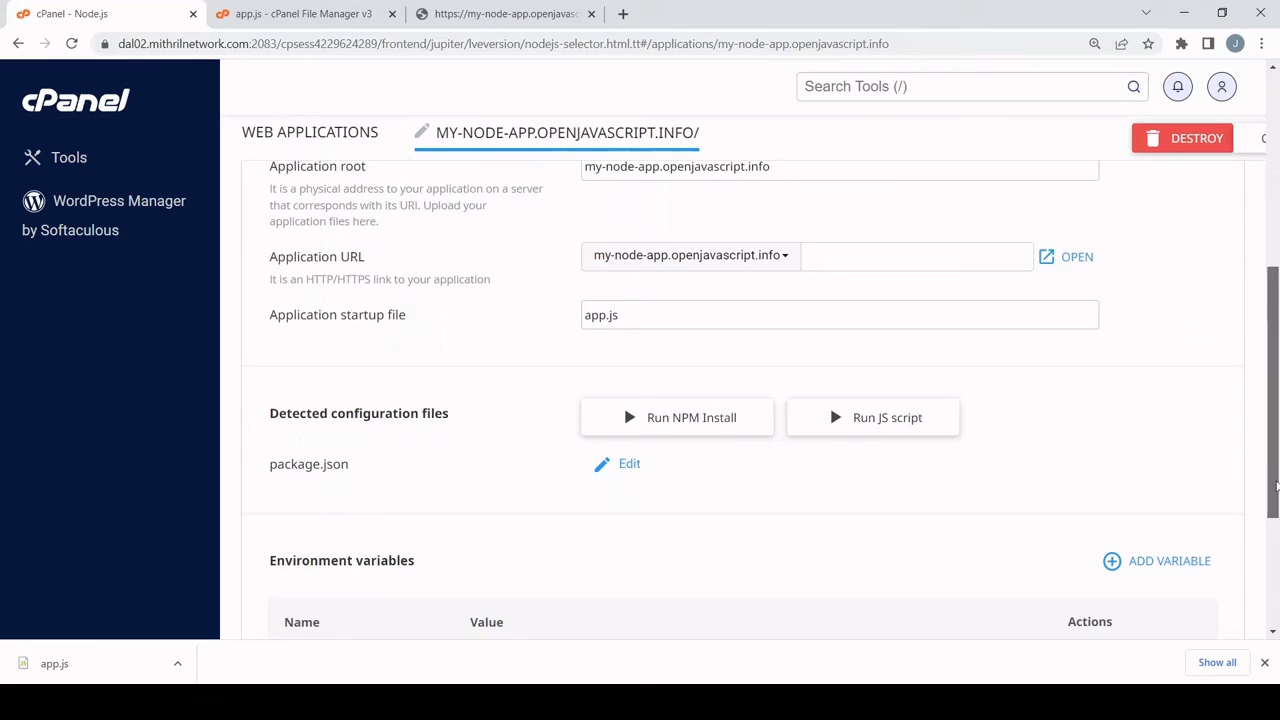 cPanel - Node.js
app.js - cPanel File Manager v3
https://my-node-app.openjavasc
dal02.mithrilnetwork.com:2083/cpsess4229624289/frontend/jupiter/lveversion/nodejs-selector.html.tt#/applications/my-node-app.openjavascript.info
J
cPanel
Search Tools (/)
Tools
WordPress Manager
by Softaculous
WEB APPLICATIONS
MY-NODE-APP.OPENJAVASCRIPT.INFO/
DESTROY
Application root
my-node-app.openjavascript.info
It is a physical address to your application on a server
that corresponds with its URI. Upload your
application files here.
Application URL
my-node-app.openjavascript.info
OPEN
It is an HTTP/HTTPS link to your application
Application startup file
app.js
Detected configuration files
Run NPM Install
Run JS script
package.json
Edit
Environment variables
ADD VARIABLE
Name
Value
Actions
app.js
Show all